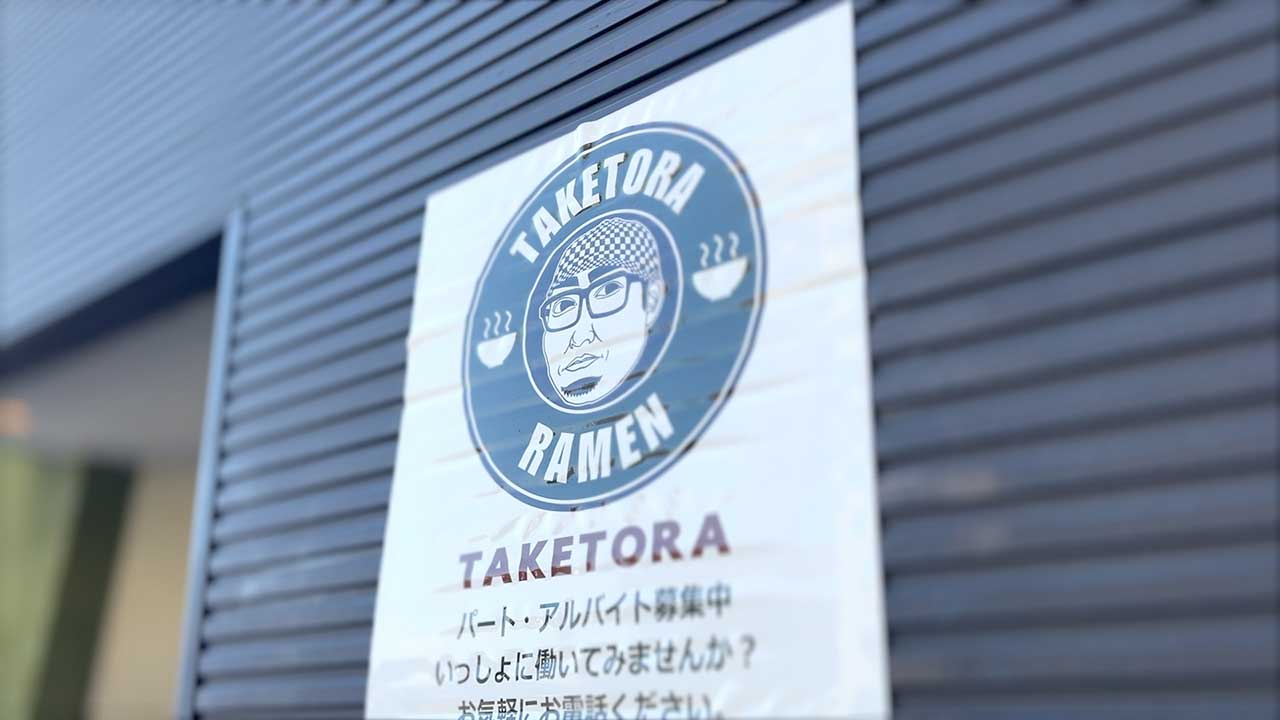 TAKETORA
RAMEN
TAKETORA
パート・アルバイト募集中
いっしょに働いてみませんか？
お気軽にお電話ください。